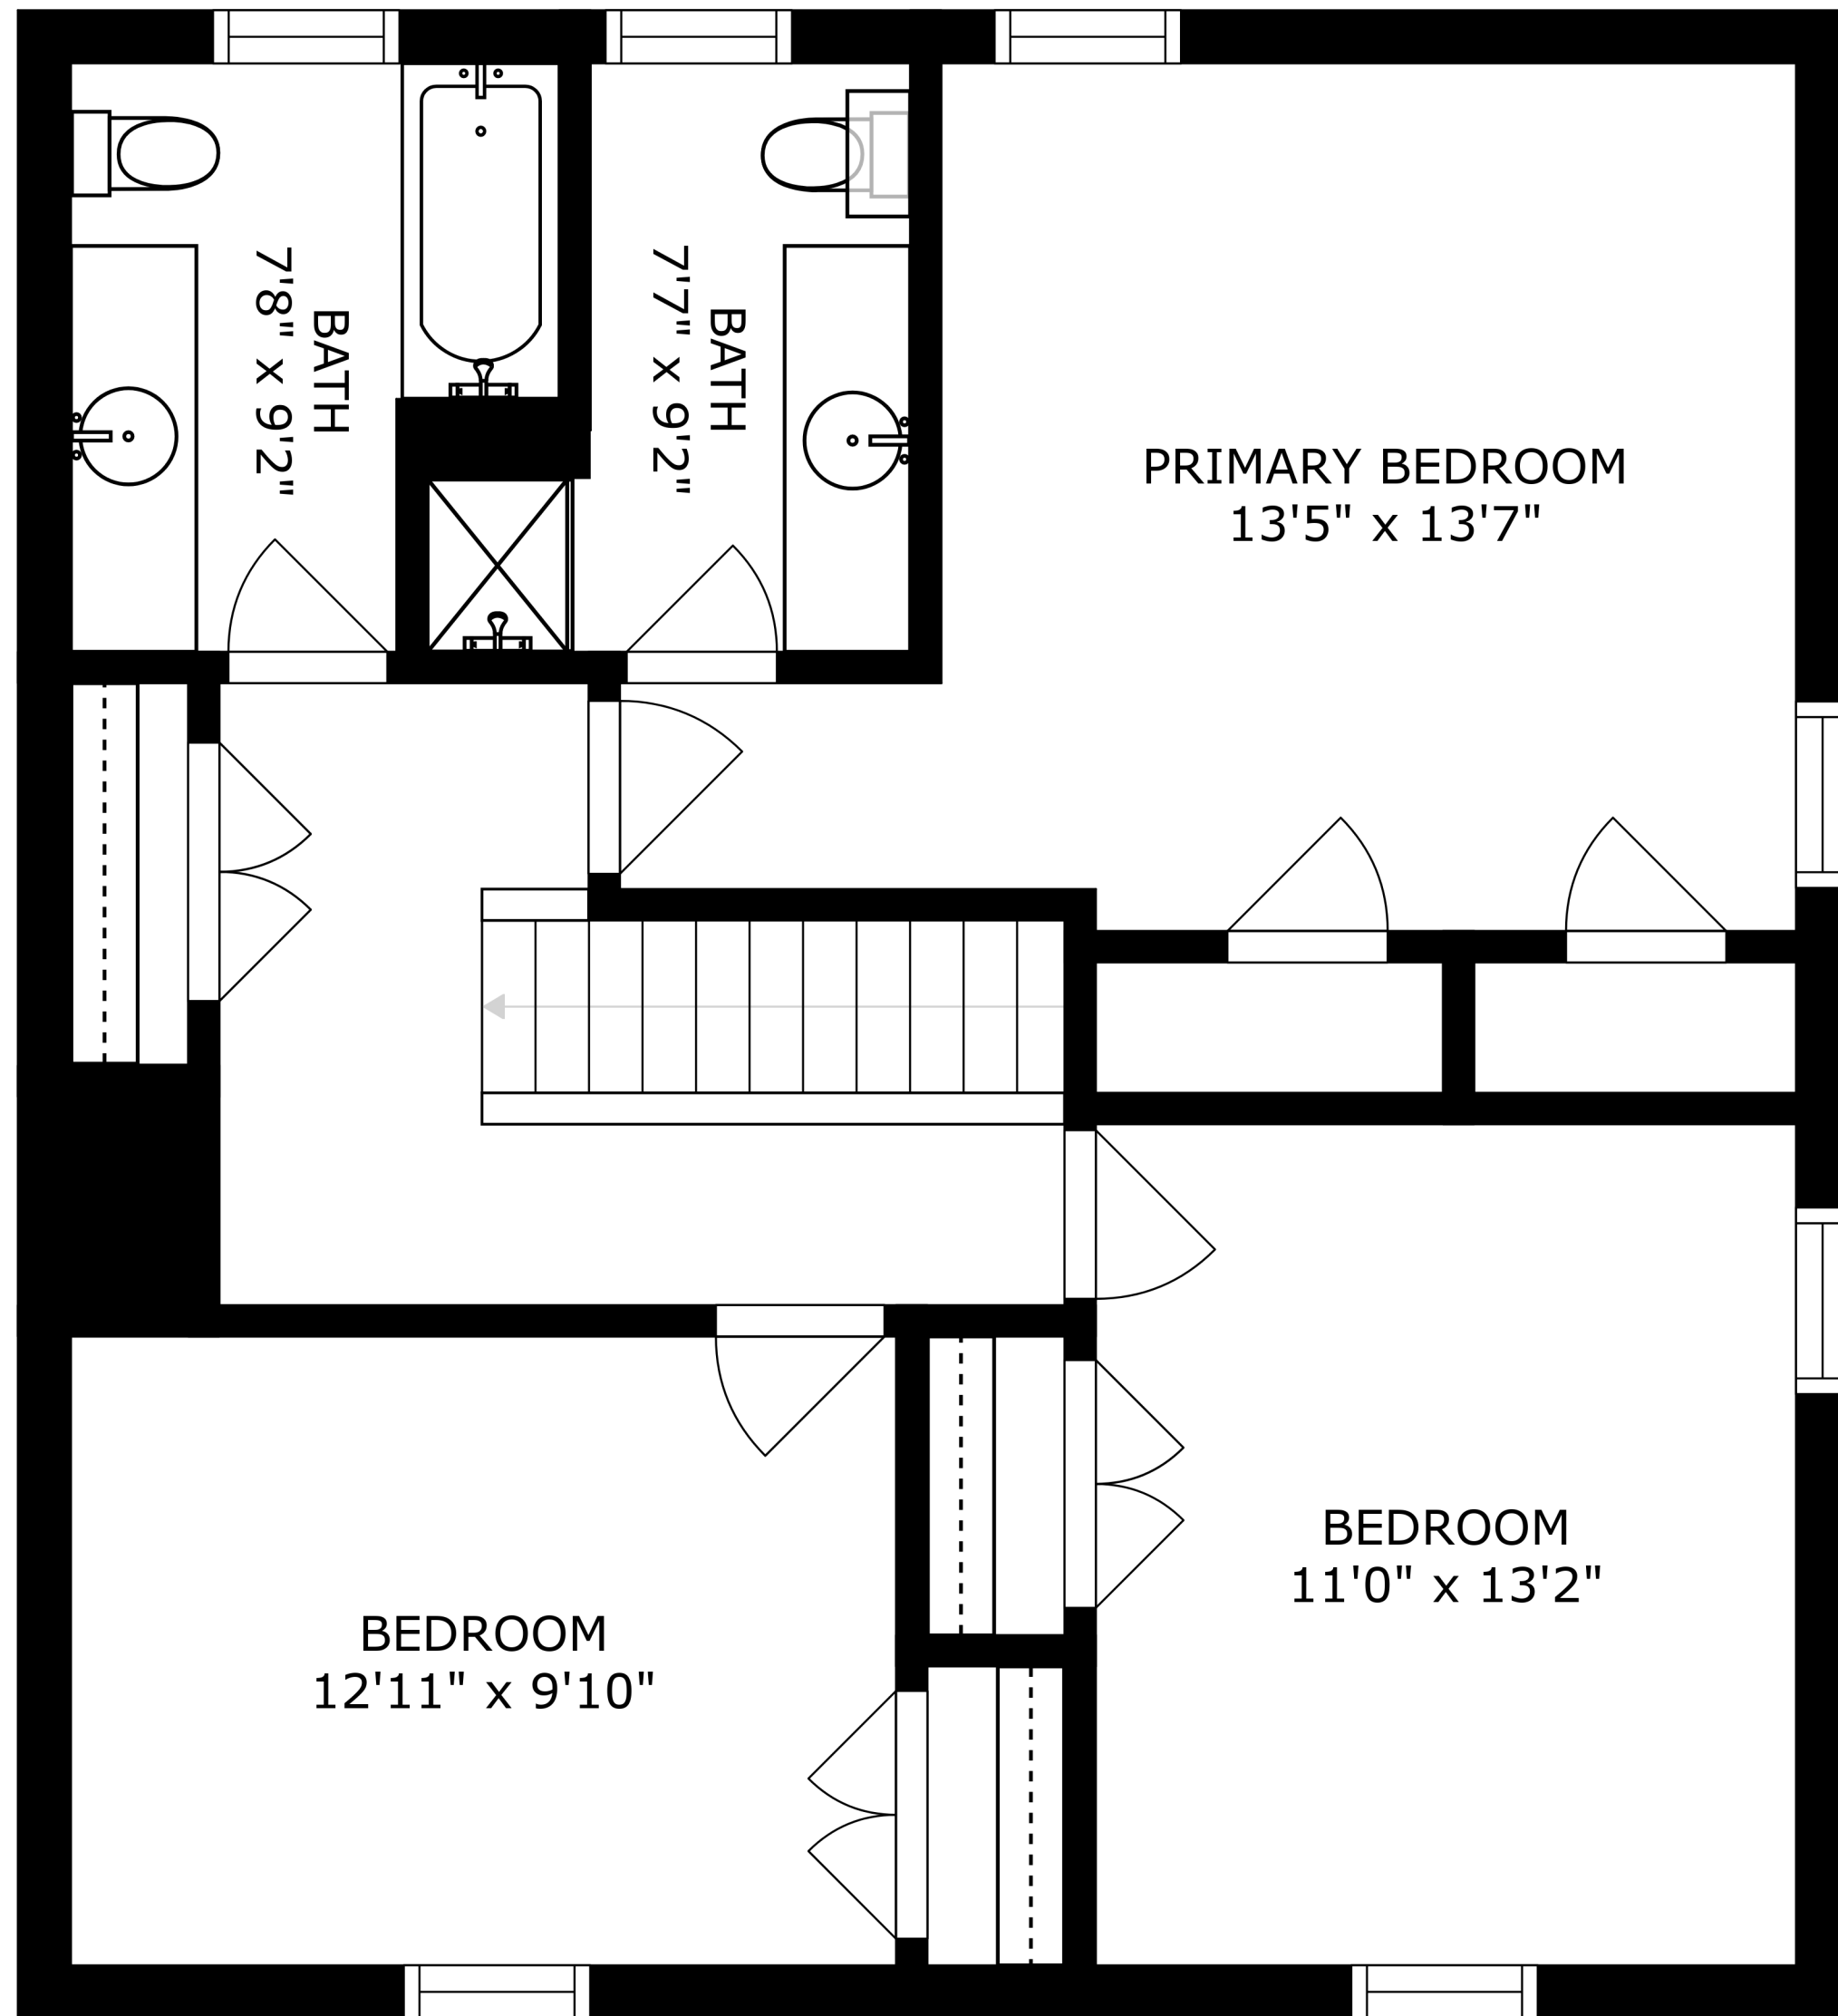 BATH
7'8" x 9'2"
BATH
7'7" x 9'2"
PRIMARY BEDROOM
13'5" x 13'7"
BEDROOM
11'0" x 13'2"
BEDROOM
12'11" x 9'10"